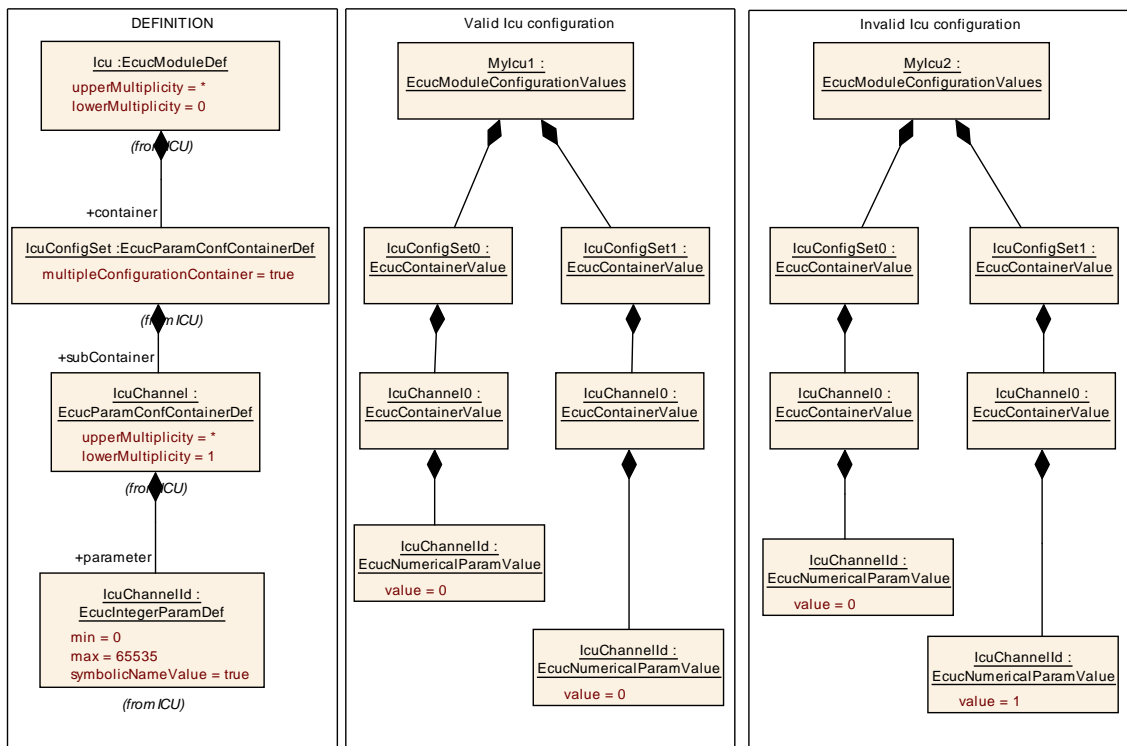 DEFINITION
Icu :EcucModuleDef
upperMultiplicity = *
lowerMultiplicity = 0
(from ICU)
+container
IcuConfigSet :EcucParamConfContainerDef
multipleConfigurationContainer = true
(from ICU)
+subContainer
IcuChannel :
EcucParamConfContainerDef
upperMultiplicity = *
lowerMultiplicity = 1
(from ICU)
+parameter
IcuChannelId :
EcucIntegerParamDef
min = 0
max = 65535
symbolicNameValue = true
(from ICU)
Valid Icu configuration
MyIcu1 :
EcucModuleConfigurationValues
IcuConfigSet0 :
EcucContainerValue
IcuConfigSet1 :
EcucContainerValue
IcuChannel0 :
EcucContainerValue
IcuChannel0 :
EcucContainerValue
IcuChannelId :
EcucNumericalParamValue
value = 0
IcuChannelId :
EcucNumericalParamValue
value = 0
Invalid Icu configuration
MyIcu2 :
EcucModuleConfigurationValues
IcuConfigSet0 :
EcucContainerValue
IcuConfigSet1 :
EcucContainerValue
IcuChannel0 :
EcucContainerValue
IcuChannel0 :
EcucContainerValue
IcuChannelId :
EcucNumericalParamValue
value = 0
IcuChannelId :
EcucNumericalParamValue
value = 1